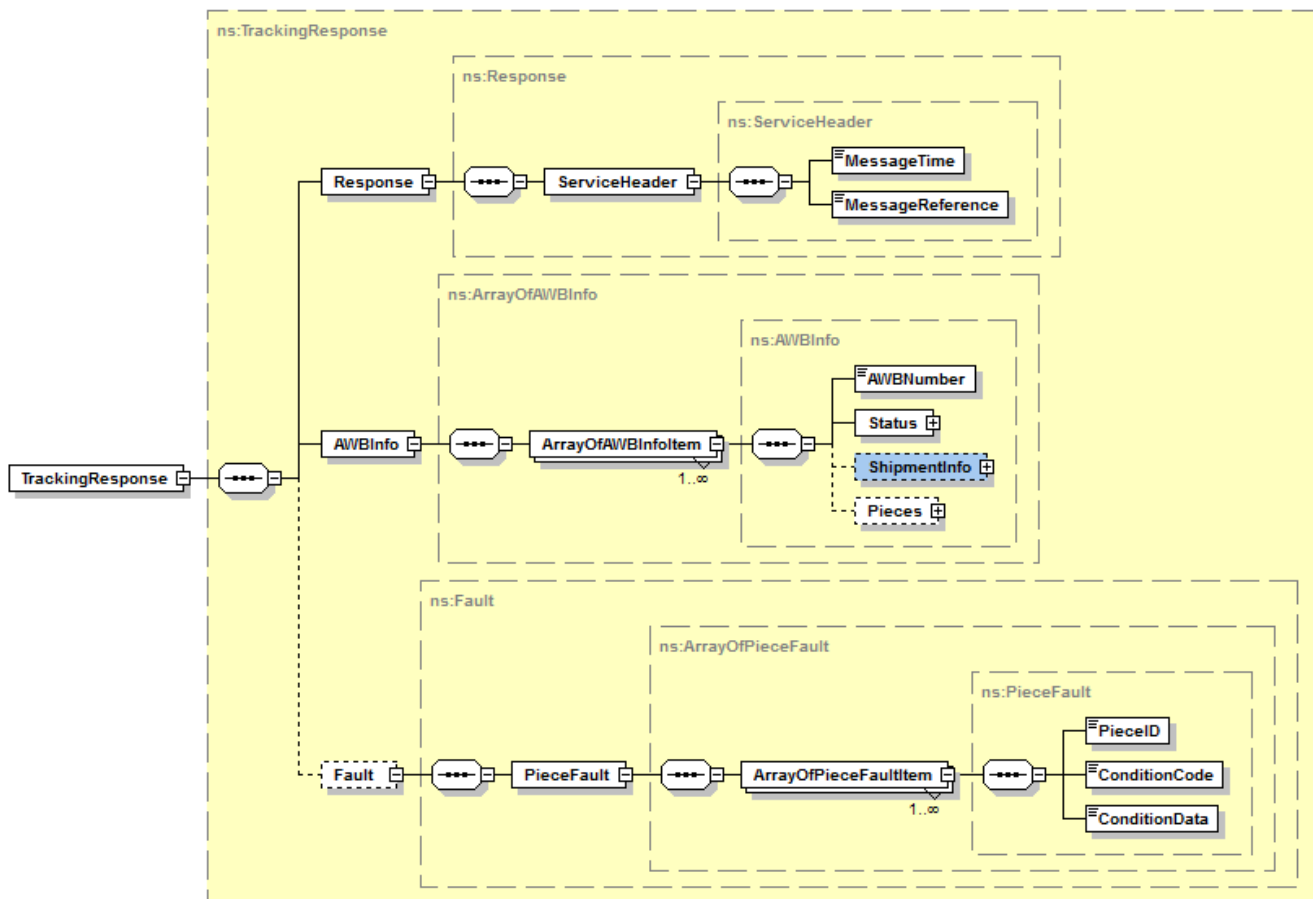 ns:TrackingResponse
ns:Response
ns:ServiceHeader
MessageTime
Response
ServiceHeader
MessageReference
ns:ArrayOfAWBInfo
ns:AWBInfo
AWBNumber
Status
AWBInfo
ArrayOfAWBInfoItem
1..∞
ShipmentInfo
Pieces
TrackingResponse
ns:Fault
ns:ArrayOfPieceFault
ns:PieceFault
PieceID
Fault
PieceFault
ArrayOfPieceFaultItem
1..∞
ConditionCode
ConditionData